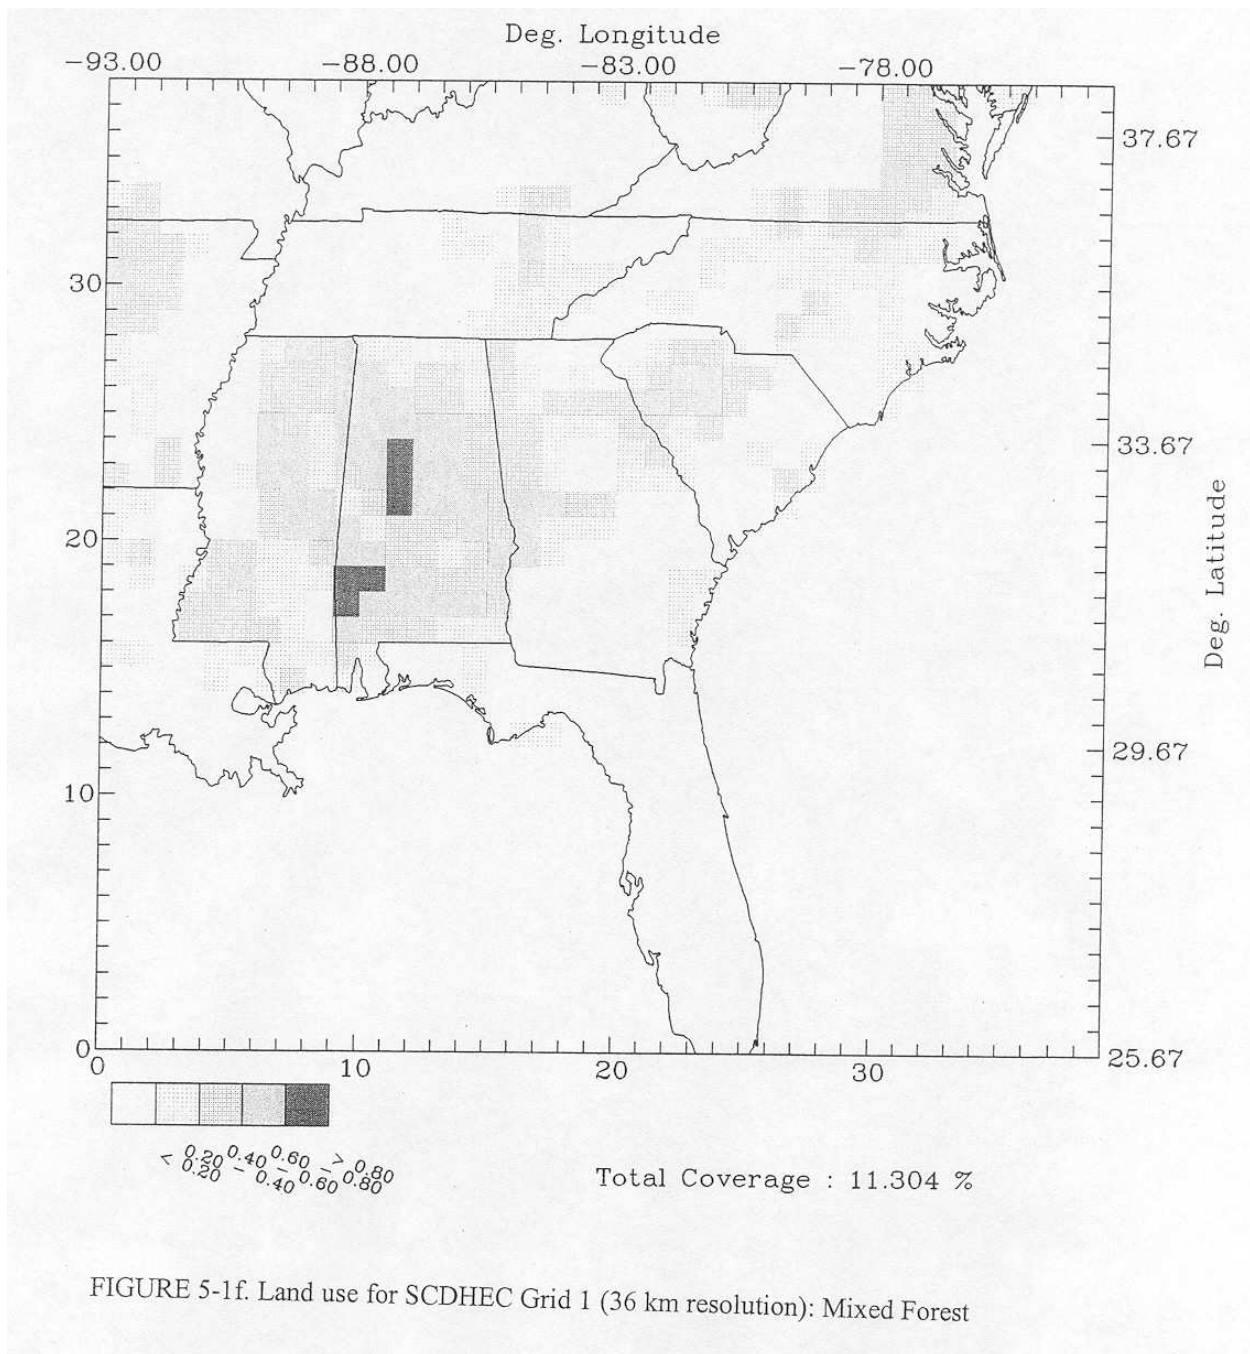 Deg. Longitude
-93.00 -88.00 -83.00 -78.00
37.67
30
33.67
20
Deg. Latitude
29.67
10
0
25.67
0 10 20 30
< 0.20
0.20 - 0.40
0.40 - 0.60
0.60 - 0.80
> 0.80
Total Coverage : 11.304 %
FIGURE 5-1f. Land use for SCDHEC Grid 1 (36 km resolution): Mixed Forest